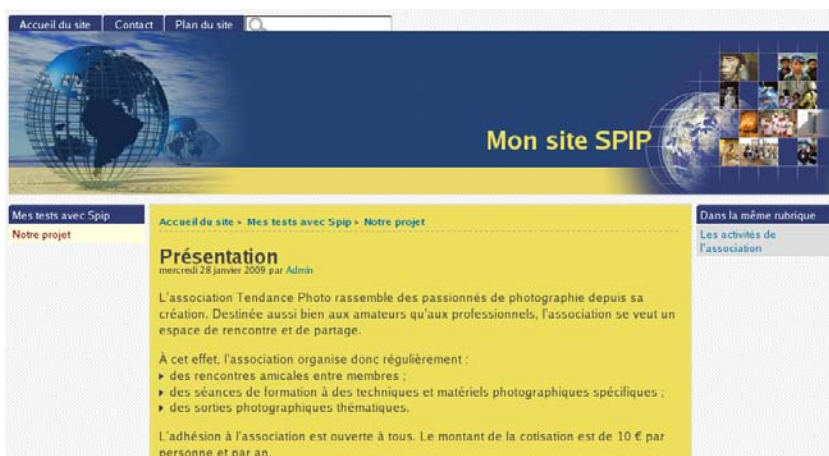 Accueil du site Contact Plan du site
Mon site SPIP
Mes tests avec Spip
Notre projet
Accueil du site > Mes tests avec Spip > Notre projet
Présentation
mercredi 28 janvier 2009 par Admin
L'association Tendance Photo rassemble des passionnés de photographie depuis sa
création. Destinée aussi bien aux amateurs qu'aux professionnels, l'association se veut un
espace de rencontre et de partage.
À cet effet, l'association organise donc régulièrement :
des rencontres amicales entre membres ;
des séances de formation à des techniques et matériels photographiques spécifiques ;
des sorties photographiques thématiques.
L'adhésion à l'association est ouverte à tous. Le montant de la cotisation est de 10 € par
personne et par an.
Dans la même rubrique
Les activités de
l'association